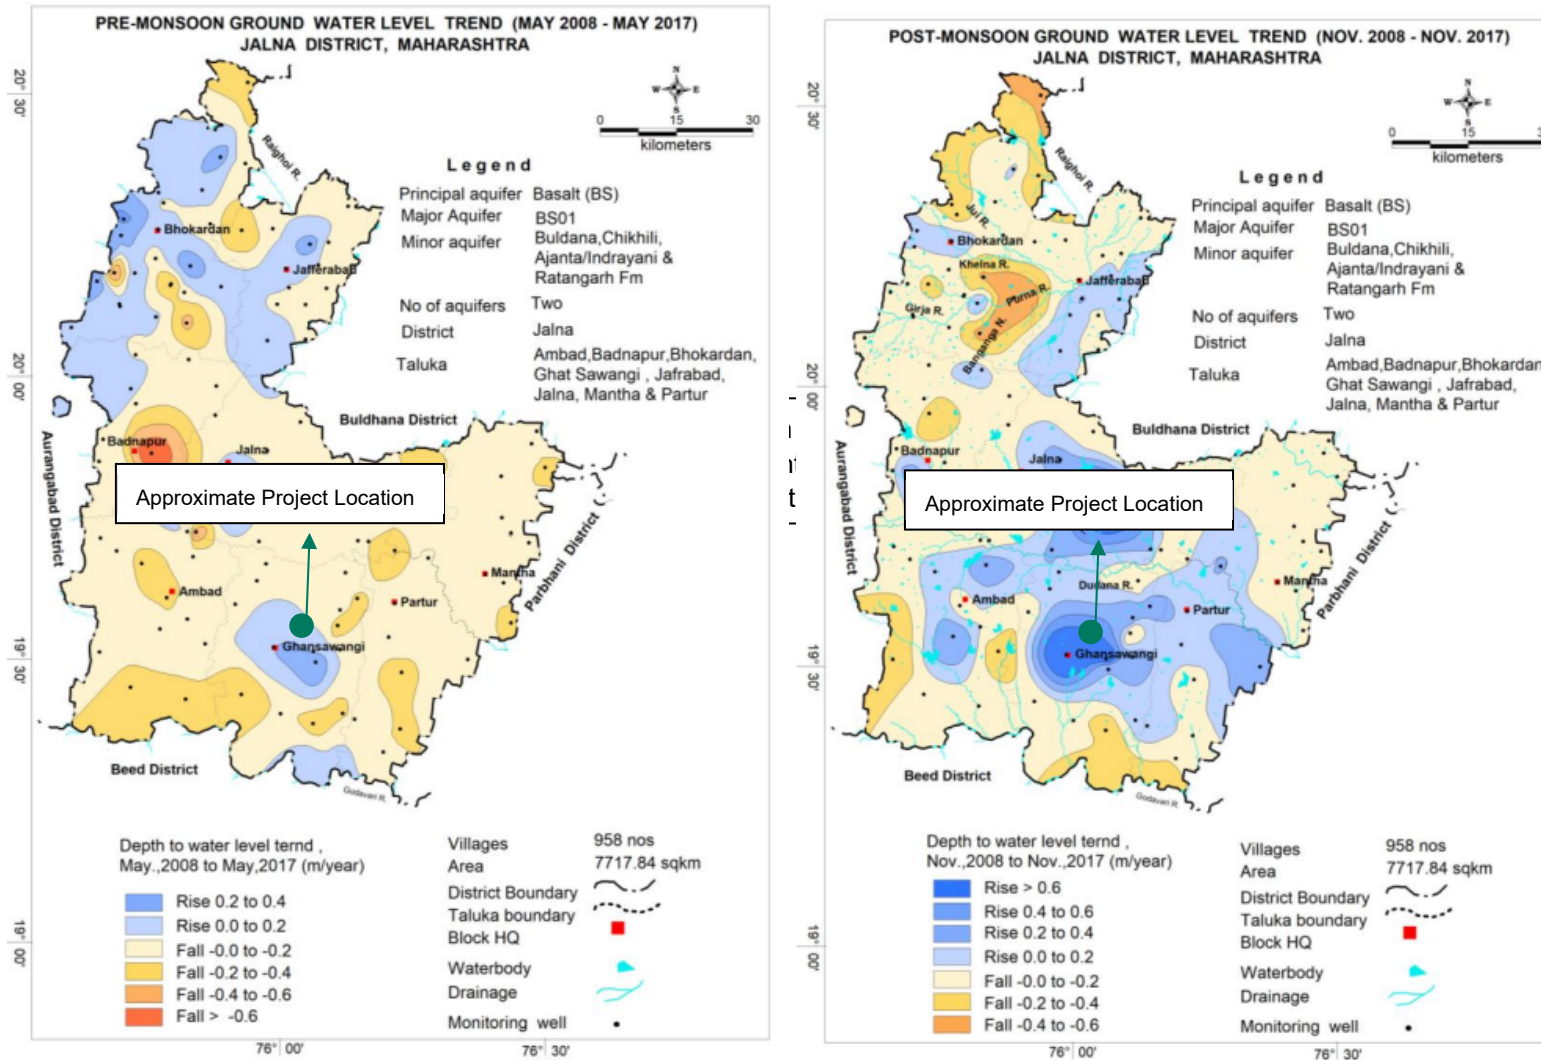 PRE-MONSOON GROUND WATER LEVEL TREND (MAY 2008 - MAY 2017)
JALNA DISTRICT, MAHARASHTRA
20° 30'
N
W E
S
0 15 30
kilometers
Raighoi R.
Legend
Principal aquifer Basalt (BS)
Major Aquifer BS01
Minor aquifer Buldana,Chikhili,
Ajanta/Indrayani &
Ratangarh Fm
No of aquifers Two
District Jalna
Taluka Ambad,Badnapur,Bhokardan,
Ghat Sawangi , Jafrabad,
Jalna, Mantha & Partur
Bhokardan
Jafferabad
20° 00'
Buldhana District
Aurangabad District
Badnapur
Jalna
Approximate Project Location
Mantha
Parbhani District
Ambad
Partur
Ghansawangi
19° 30'
Beed District
Godavari R.
Depth to water level ternd ,
May.,2008 to May,2017 (m/year)
Rise 0.2 to 0.4
Rise 0.0 to 0.2
Fall -0.0 to -0.2
Fall -0.2 to -0.4
Fall -0.4 to -0.6
Fall > -0.6
Villages 958 nos
Area 7717.84 sqkm
District Boundary
Taluka boundary
Block HQ
Waterbody
Drainage
Monitoring well
19° 00'
76° 00' 76° 30'
POST-MONSOON GROUND WATER LEVEL TREND (NOV. 2008 - NOV. 2017)
JALNA DISTRICT, MAHARASHTRA
20° 30'
N
W E
S
0 15 3
kilometers
Raighoi R.
Legend
Principal aquifer Basalt (BS)
Major Aquifer BS01
Minor aquifer Buldana,Chikhili,
Ajanta/Indrayani &
Ratangarh Fm
No of aquifers Two
District Jalna
Taluka Ambad,Badnapur,Bhokardan
Ghat Sawangi , Jafrabad,
Jalna, Mantha & Partur
Jui R.
Bhokardan
Khelna R.
Jafferabad
Purna R.
Girja R.
Banganga N.
20° 00'
Buldhana District
Aurangabad District
Badnapur
Jalna
Approximate Project Location
Dudana R.
Mantha
Parbhani District
Ambad
Partur
Ghansawangi
19° 30'
Beed District
Godavari R.
Depth to water level ternd ,
Nov.,2008 to Nov.,2017 (m/year)
Rise > 0.6
Rise 0.4 to 0.6
Rise 0.2 to 0.4
Rise 0.0 to 0.2
Fall -0.0 to -0.2
Fall -0.2 to -0.4
Fall -0.4 to -0.6
Villages 958 nos
Area 7717.84 sqkm
District Boundary
Taluka boundary
Block HQ
Waterbody
Drainage
Monitoring well
19° 00'
76° 00' 76° 30'